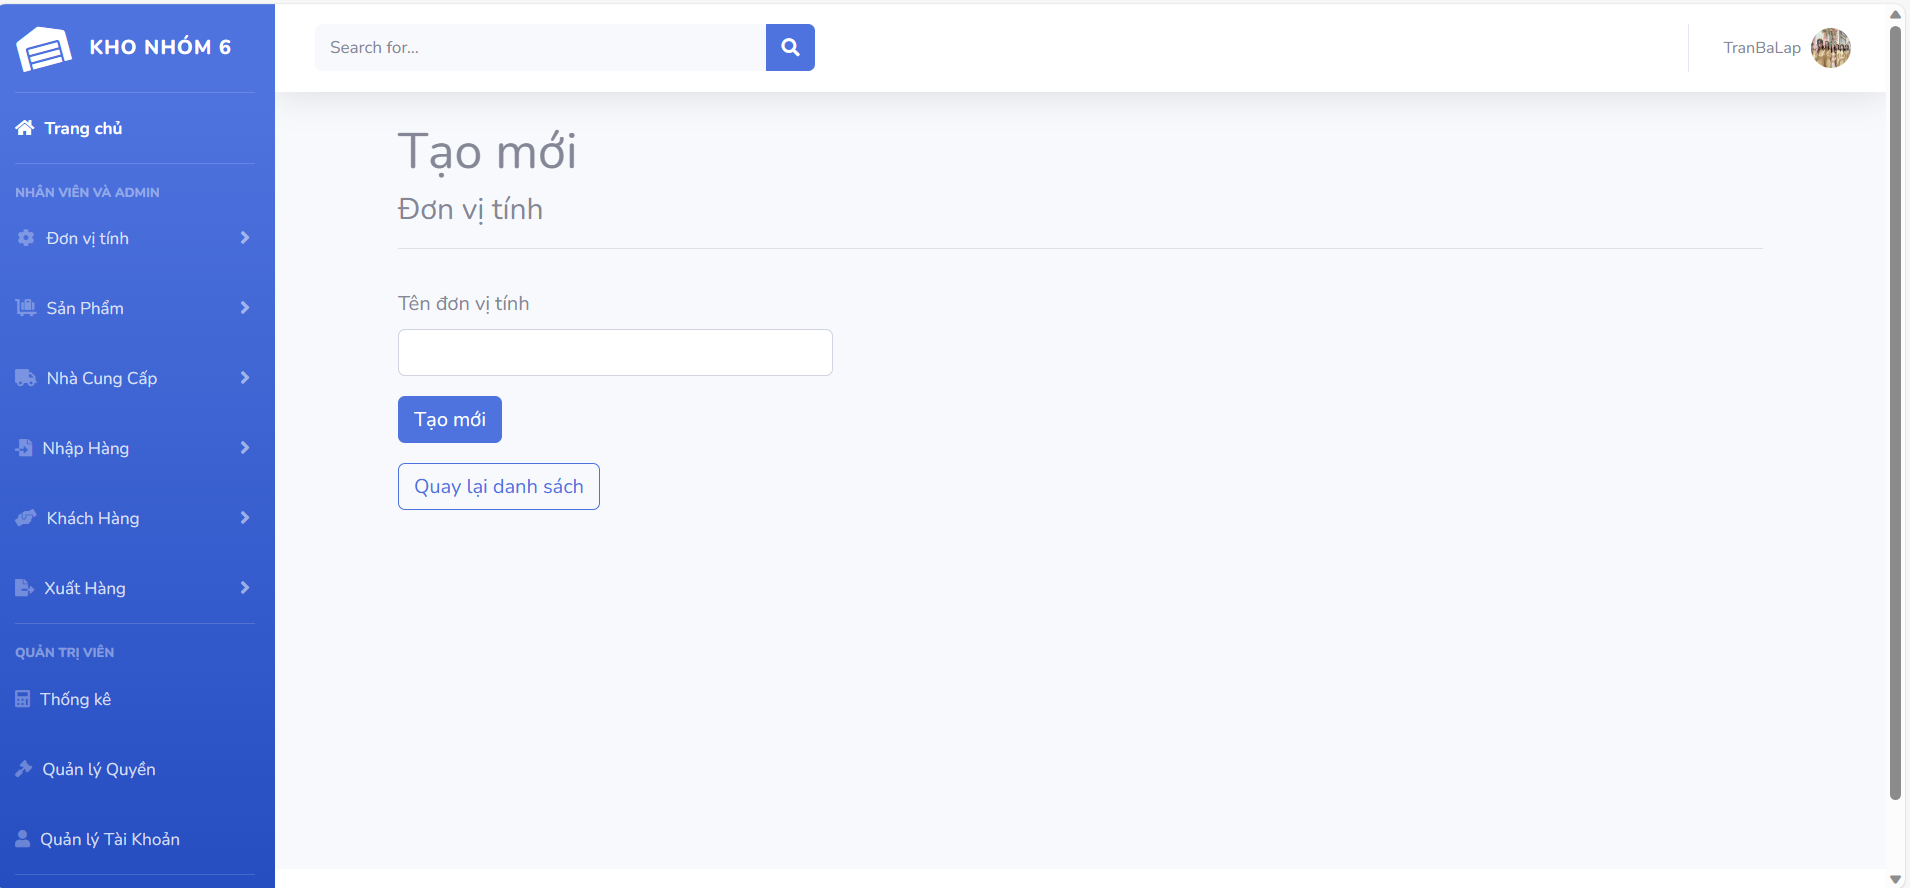 KHO NHÓM 6
Search for...
TranBaLap
Trang chủ
NHÂN VIÊN VÀ ADMIN
Đơn vị tính
Sản Phẩm
Nhà Cung Cấp
Nhập Hàng
Khách Hàng
Xuất Hàng
QUẢN TRỊ VIÊN
Thống kê
Quản lý Quyền
Quản lý Tài Khoản
Tạo mới
Đơn vị tính
Tên đơn vị tính
Tạo mới
Quay lại danh sách